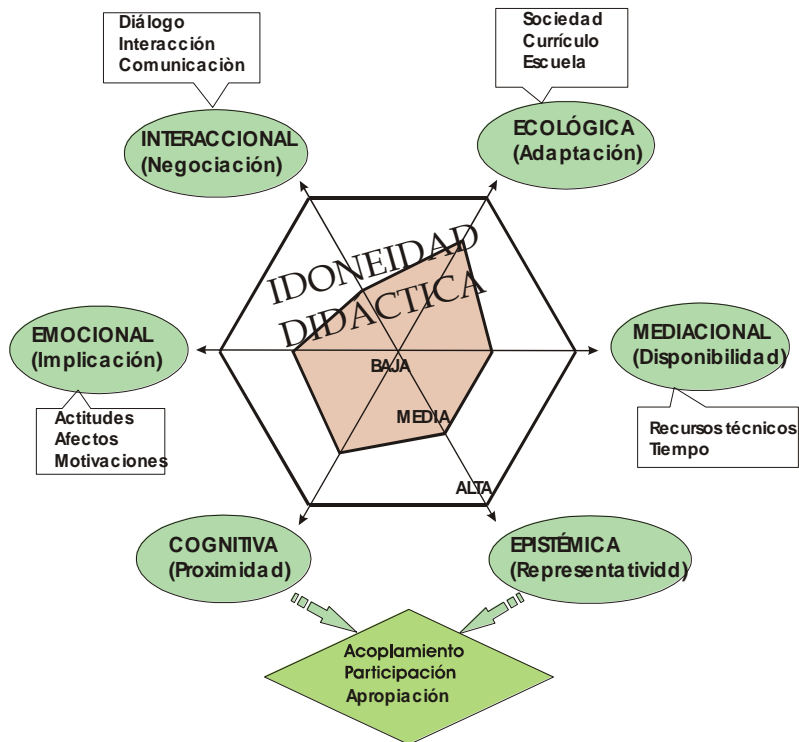 Diálogo
Interacción
Comunicaciòn
Sociedad
Currículo
Escuela
INTERACCIONAL
(Negociación)
ECOLÓGICA
(Adaptación)
IDONEIDAD
DIDACTICA
EMOCIONAL
(Implicación)
MEDIACIONAL
(Disponibilidad)
BAJA
MEDIA
ALTA
Actitudes
Afectos
Motivaciones
Recursos técnicos
Tiempo
COGNITIVA
(Proximidad)
EPISTÉMICA
(Representatividd)
Acoplamiento
Participación
Apropiación